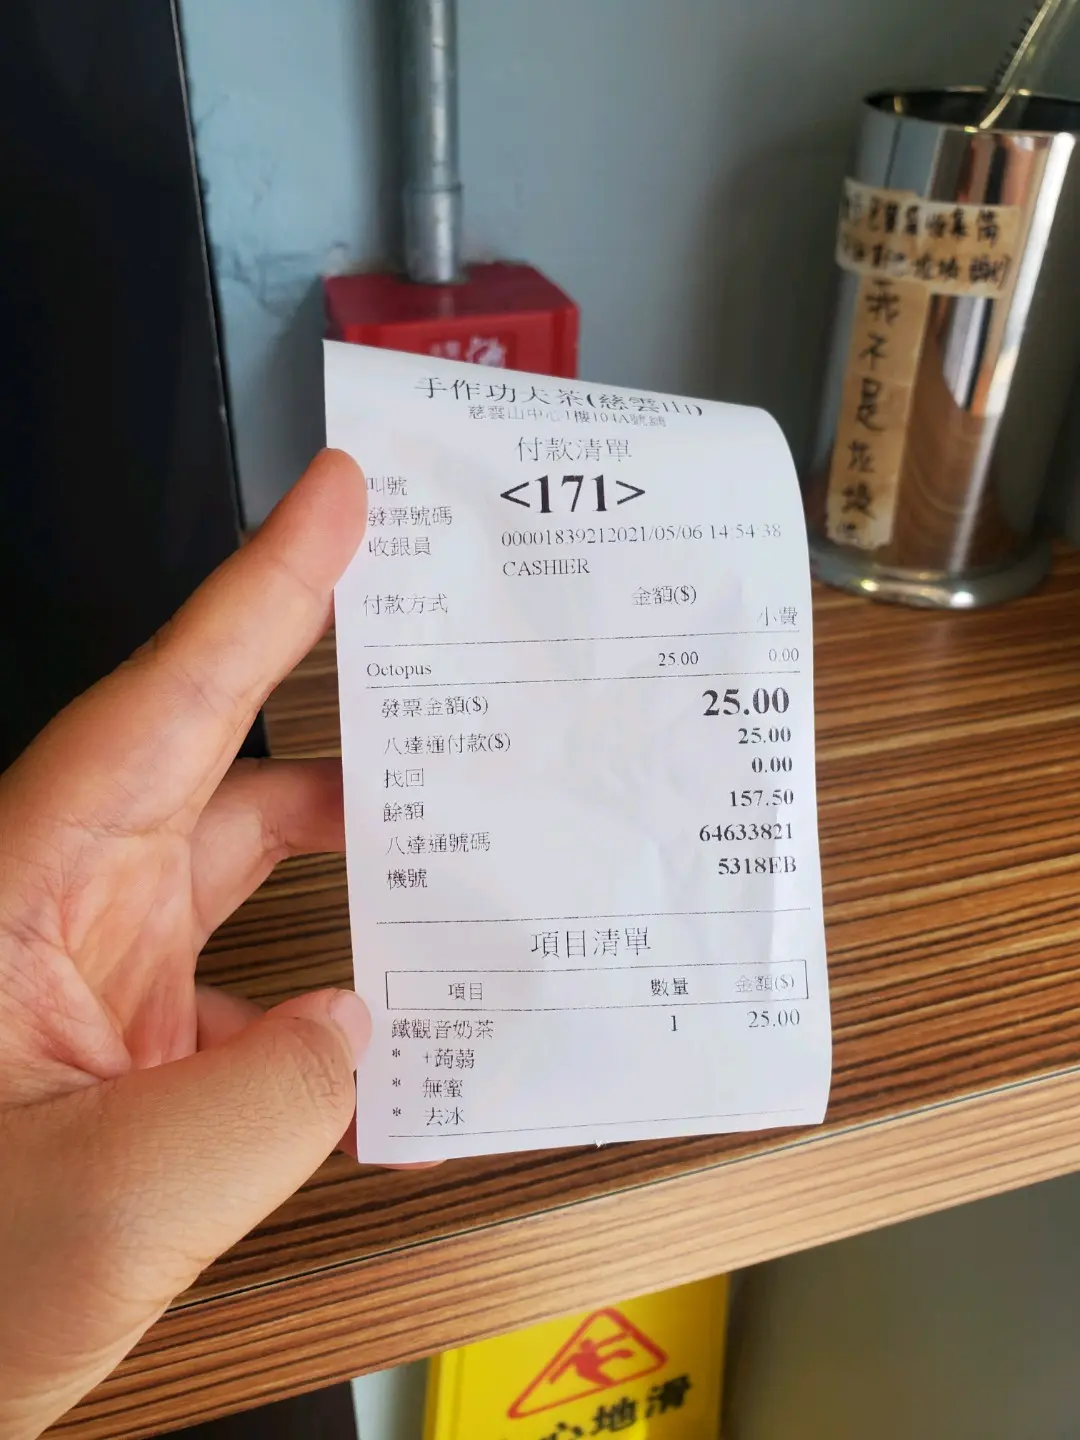 手作功夫茶(慈雲山)
慈雲山中心1樓104A號鋪
付款清單
叫號 <171>
發票號碼 00001839212021/05/06 14:54:38
收銀員 CASHIER
付款方式 金額($) 小費
Octopus 25.00 0.00
發票金額($) 25.00
八達通付款($) 25.00
找回 0.00
餘額 157.50
八達通號碼 64633821
機號 5318EB
項目清單
項目 數量 金額($)
鐵觀音奶茶 1 25.00
* +蒟蒻
* 無蜜
* 去冰
我不是垃圾
心地滑